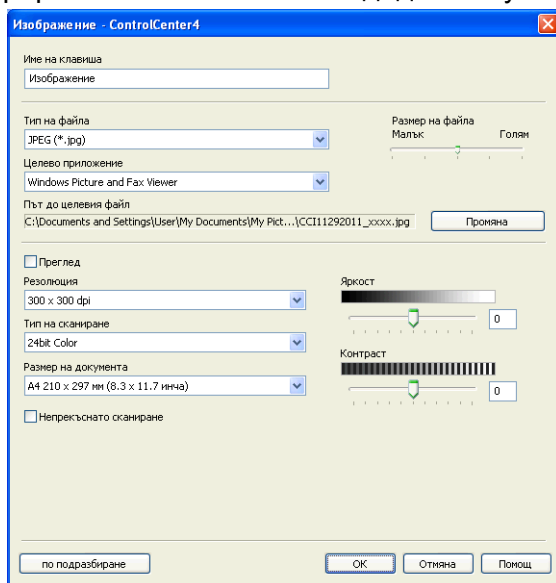 Изображение - ControlCenter4
Име на клавиша
Изображение
Тип на файла
JPEG (*.jpg)
Размер на файла
Малък Голям
Целево приложение
Windows Picture and Fax Viewer
Път до целевия файл
C:\Documents and Settings\User\My Documents\My Pict...\CCI11292011_xxxx.jpg
Промяна
Преглед
Резолюция
300 x 300 dpi
Яркост
0
Тип на сканиране
24bit Color
Контраст
0
Размер на документа
A4 210 x 297 мм (8.3 x 11.7 инча)
Непрекъснато сканиране
по подразбиране OK Отмяна Помощ